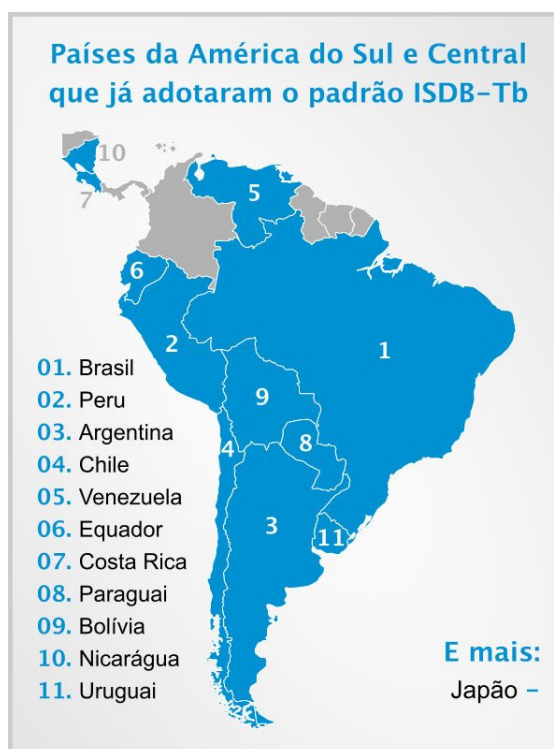 Países da América do Sul e Central
que já adotaram o padrão ISDB-Tb
10
7
5
6
1
2
9
8
4
3
11
01. Brasil
02. Peru
03. Argentina
04. Chile
05. Venezuela
06. Equador
07. Costa Rica
08. Paraguai
09. Bolívia
10. Nicarágua
11. Uruguai
E mais:
Japão -